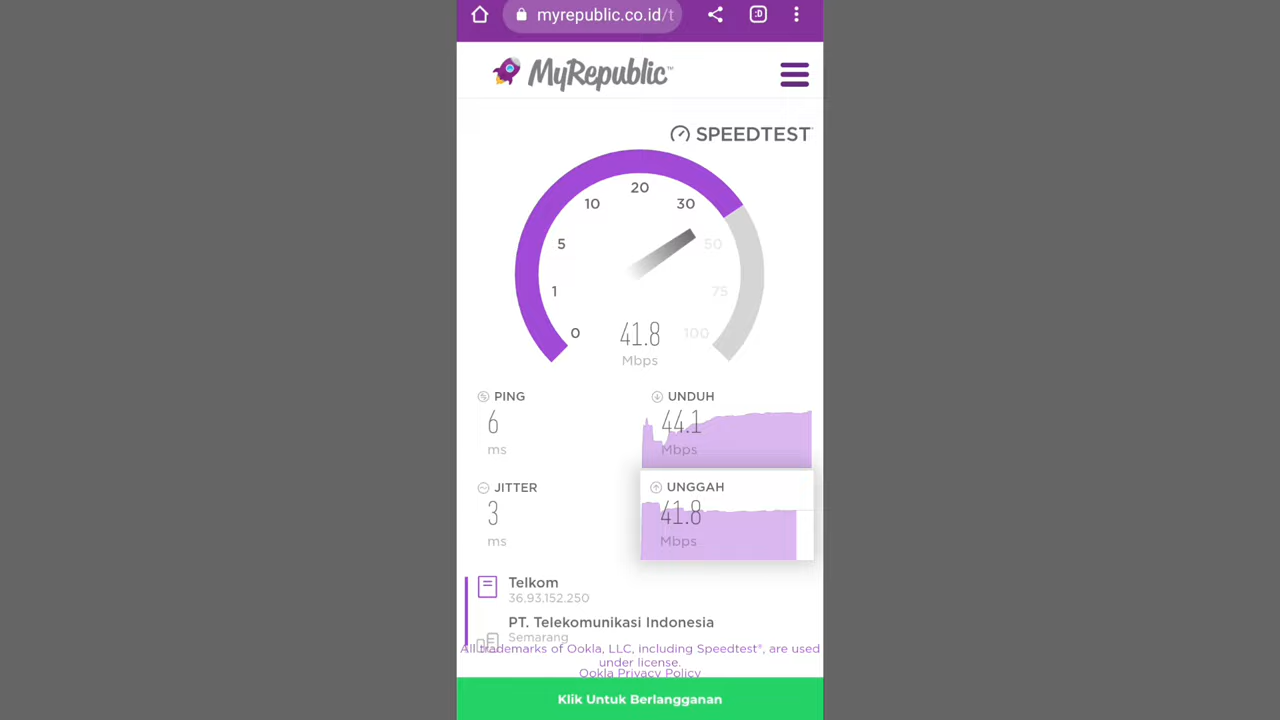 myrepublic.co.id/t
:D
MyRepublic™
SPEEDTEST
20
10
30
5
50
1
75
0
100
41.8
Mbps
PING
6
ms
UNDUH
44.1
Mbps
JITTER
3
ms
UNGGAH
41.8
Mbps
Telkom
36.93.152.250
PT. Telekomunikasi Indonesia
Semarang
All trademarks of Ookla, LLC, including Speedtest®, are used
under license.
Ookla Privacy Policy
Klik Untuk Berlangganan